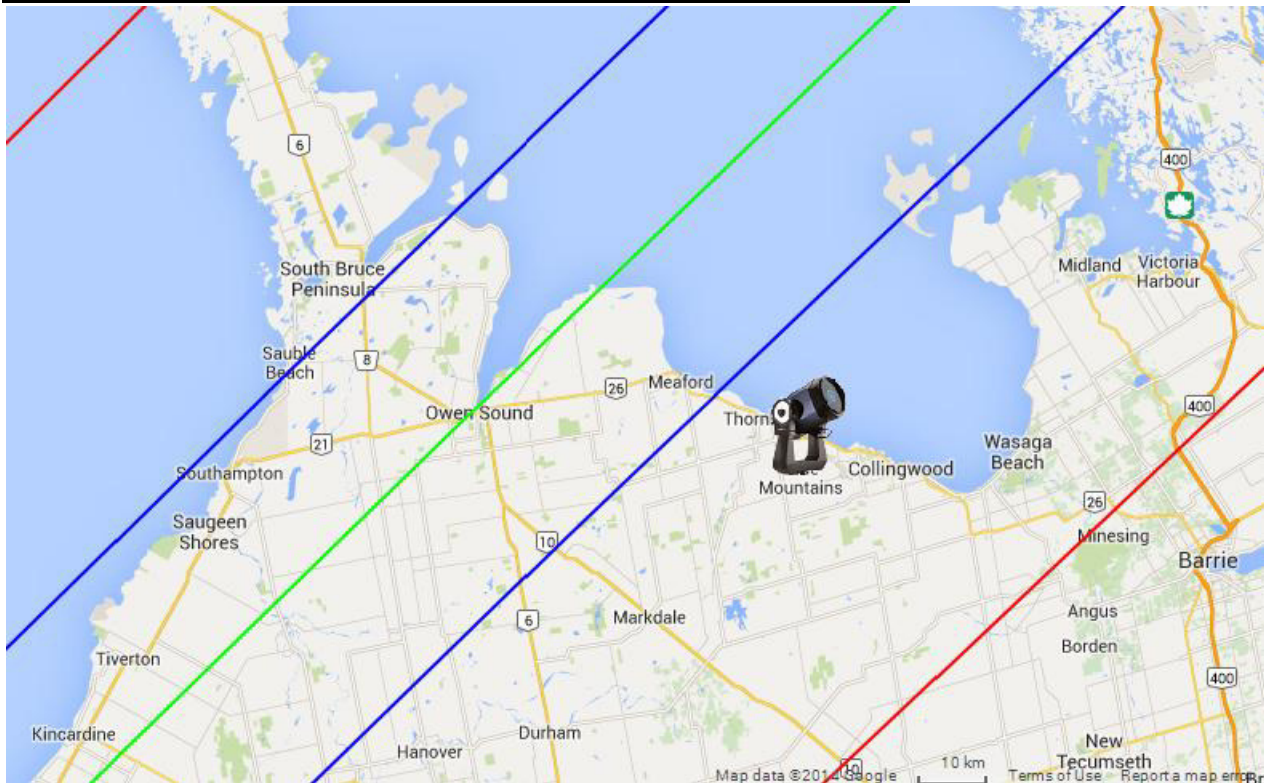 6
400
South Bruce
Peninsula
Midland
Victoria
Harbour
Sauble
Beach
8
26
Meaford
Owen Sound
400
Thorn
21
Wasaga
Beach
Southampton
Collingwood
Mountains
Saugeen
Shores
26
10
Minesing
Barrie
6
Markdale
Angus
Borden
Tiverton
400
Kincardine
Durham
Hanover
New
Tecumseth
10
10 km
Map data ©2014 Google
Terms of Use
Report a map error